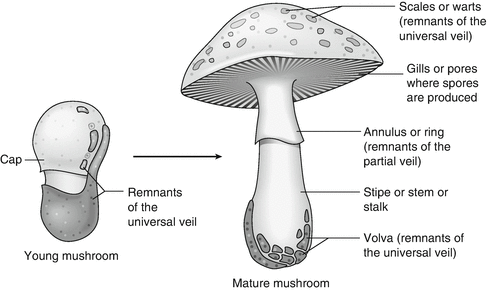 Scales or warts
(remnants of the
universal veil)
Gills or pores
where spores
are produced
Annulus or ring
(remnants of the
partial veil)
Stipe or stem or
stalk
Volva (remnants of
the universal veil)
Mature mushroom
Cap
Remnants
of the
universal veil
Young mushroom